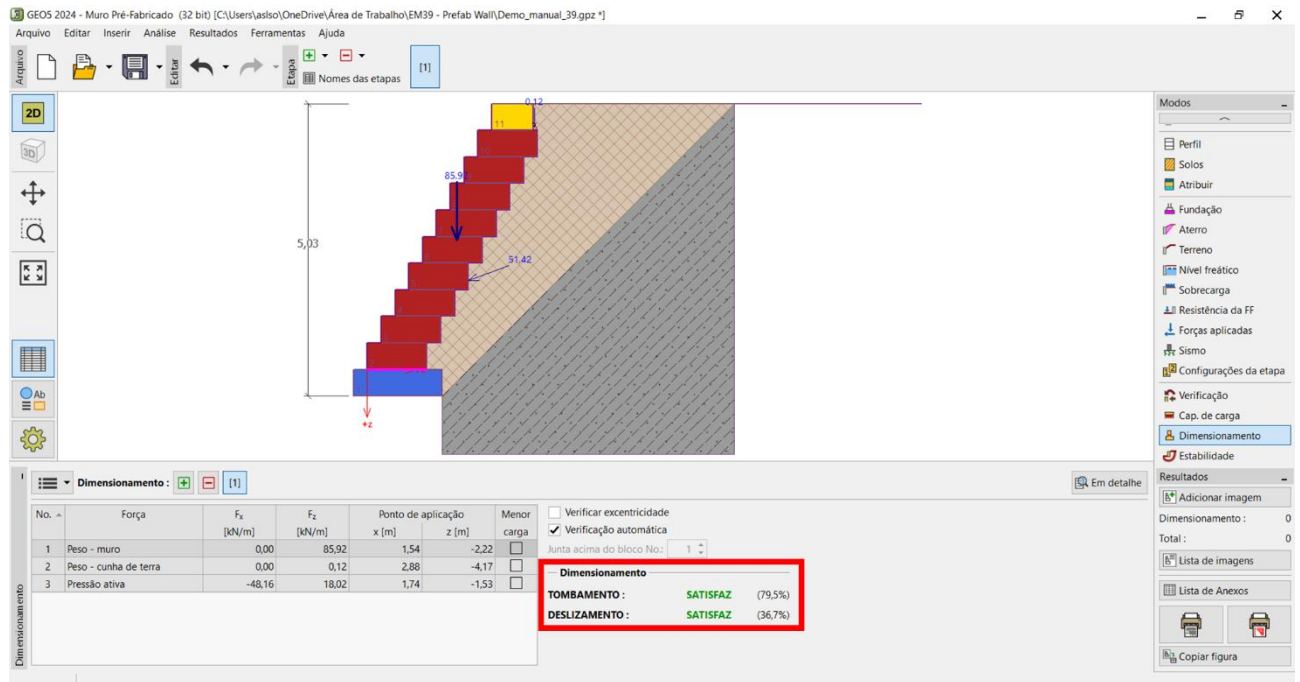 GEO5 2024 - Muro Pré-Fabricado (32 bit) [C:\Users\aslso\OneDrive\Área de Trabalho\EM39 - Prefab Wall\Demo_manual_39.gpz *]
Arquivo Editar Inserir Análise Resultados Ferramentas Ajuda
Arquivo
Editar
Etapa
Nomes das etapas
[1]
2D
3D
Ab
0,12
11
85,92
5,03
51,42
+z
Modos
Perfil
Solos
Atribuir
Fundação
Aterro
Terreno
Nível freático
Sobrecarga
Resistência da FF
Forças aplicadas
Sismo
Configurações da etapa
Verificação
Cap. de carga
Dimensionamento
Estabilidade
Resultados
Adicionar imagem
Dimensionamento : 0
Total : 0
Lista de imagens
Lista de Anexos
Copiar figura
Dimensionamento : [1]
Em detalhe
Dimensionamento
No. Força Fx Fz Ponto de aplicação Menor
[kN/m] [kN/m] x [m] z [m] carga
1 Peso - muro 0,00 85,92 1,54 -2,22
2 Peso - cunha de terra 0,00 0,12 2,88 -4,17
3 Pressão ativa -48,16 18,02 1,74 -1,53
Verificar excentricidade
Verificação automática
Junta acima do bloco No.: 1
Dimensionamento
TOMBAMENTO : SATISFAZ (79,5%)
DESLIZAMENTO : SATISFAZ (36,7%)